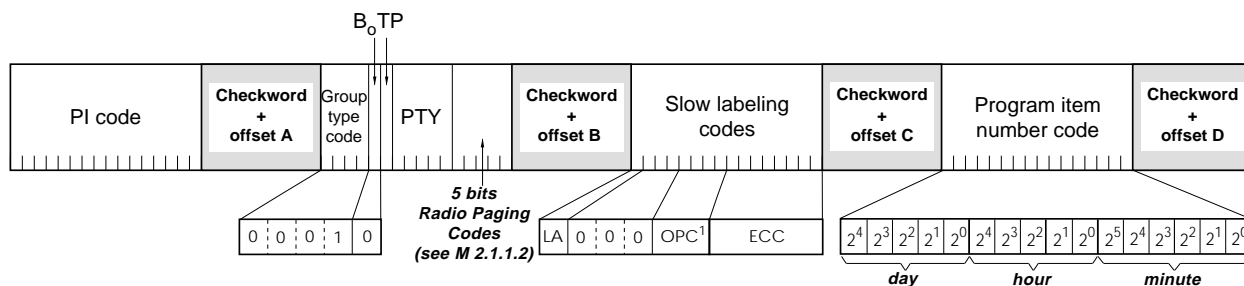 B₀TP
PI code
Checkword
+
offset A
Group
type
code
PTY
Checkword
+
offset B
Slow labeling
codes
Checkword
+
offset C
Program item
number code
Checkword
+
offset D
5 bits
Radio Paging
Codes
(see M 2.1.1.2)
0 0 0 1 0
LA 0 0 0 OPC¹ ECC
2⁴ 2³ 2² 2¹ 2⁰ 2⁴ 2³ 2² 2¹ 2⁰ 2⁵ 2⁴ 2³ 2² 2¹ 2⁰
day hour minute